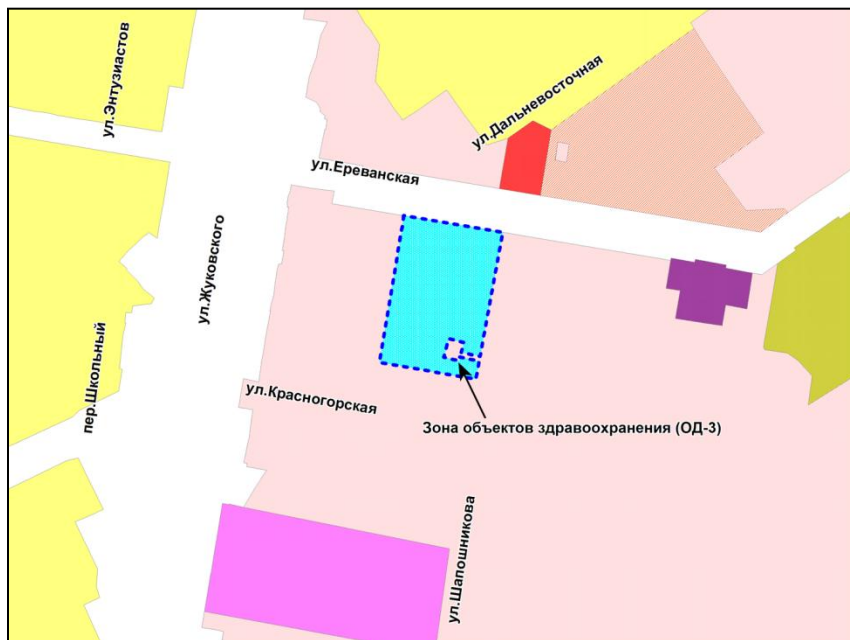 ул.Энтузиастов
ул.Дальневосточная
ул.Ереванская
ул.Жуковского
пер.Школьный
ул.Красногорская
Зона объектов здравоохранения (ОД-3)
ул.Шапошникова